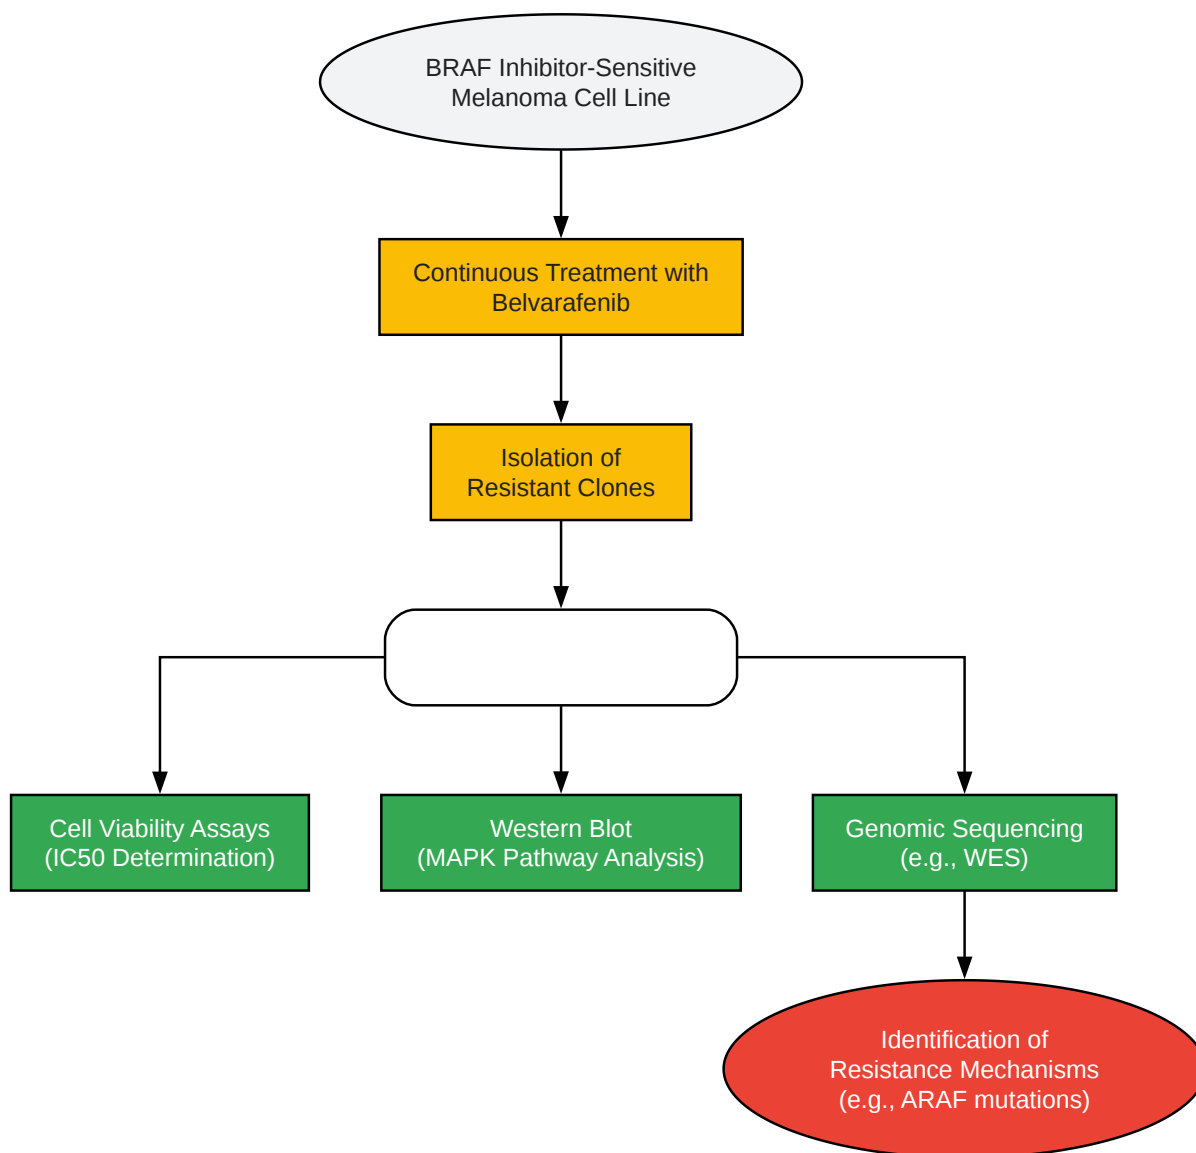 BRAF Inhibitor-Sensitive
Melanoma Cell Line
Continuous Treatment with
Belvarafenib
Isolation of
Resistant Clones
Cell Viability Assays
(IC50 Determination)
Western Blot
(MAPK Pathway Analysis)
Genomic Sequencing
(e.g., WES)
Identification of
Resistance Mechanisms
(e.g., ARAF mutations)